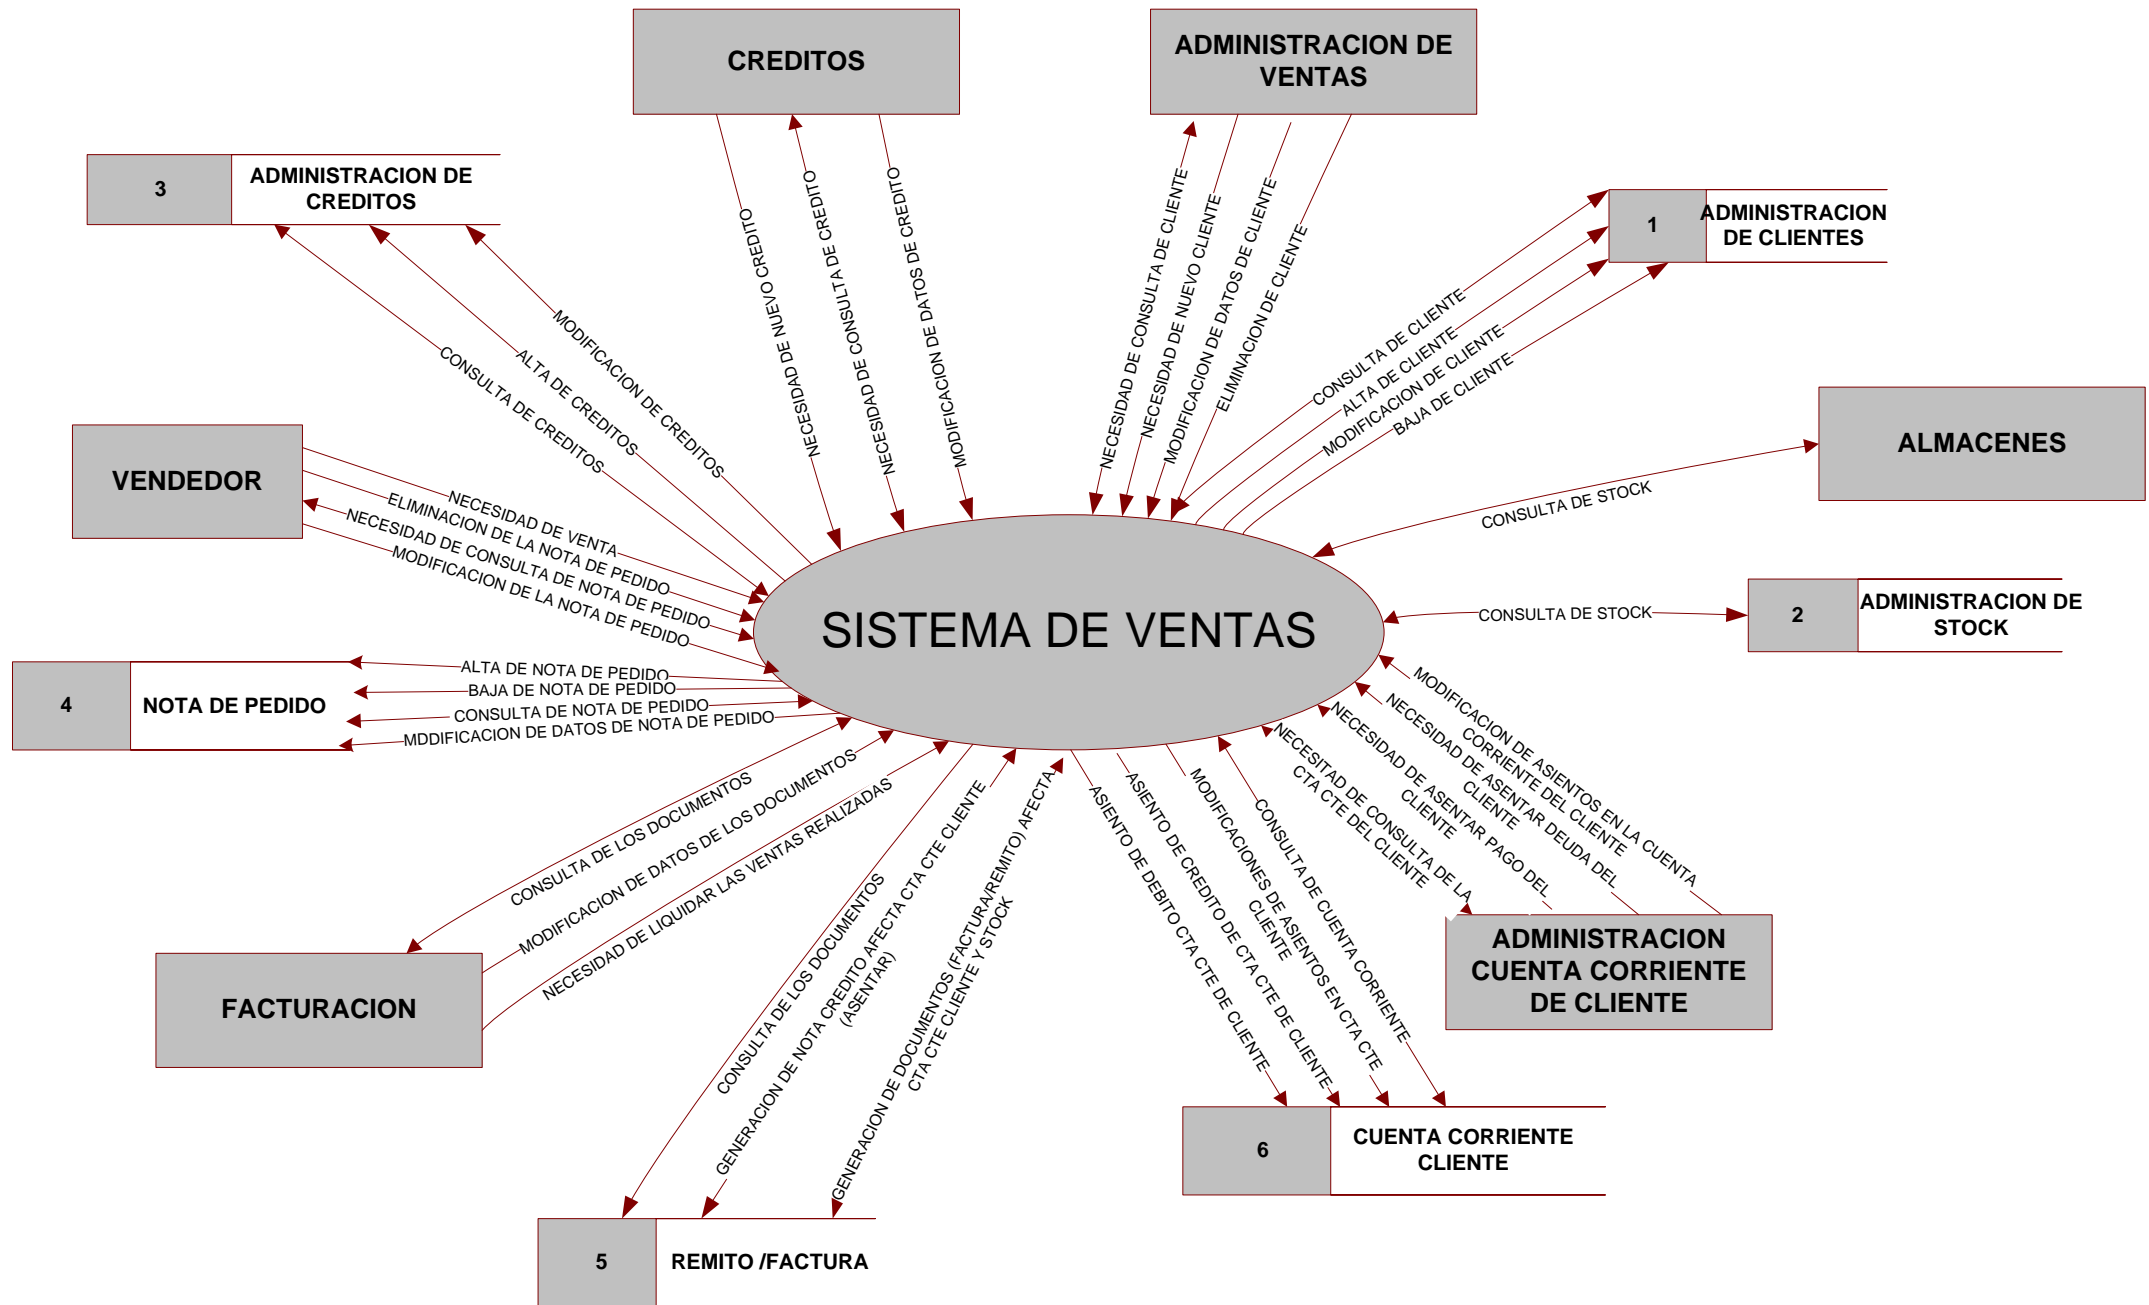 CREDITOS
ADMINISTRACION DE
VENTAS
3
ADMINISTRACION DE
CREDITOS
1
ADMINISTRACION
DE CLIENTES
NECESIDAD DE NUEVO CREDITO
NECESIDAD DE CONSULTA DE CREDITO
MODIFICACION DE DATOS DE CREDITO
NECESIDAD DE CONSULTA DE CLIENTE
NECESIDAD DE NUEVO CLIENTE
MODIFICACION DE DATOS DE CLIENTE
ELIMINACION DE CLIENTE
CONSULTA DE CLIENTE
ALTA DE CLIENTE
MODIFICACION DE CLIENTE
BAJA DE CLIENTE
MODIFICACION DE CREDITOS
ALTA DE CREDITOS
CONSULTA DE CREDITOS
VENDEDOR
ALMACENES
NECESIDAD DE VENTA
ELIMINACION DE LA NOTA DE PEDIDO
NECESIDAD DE CONSULTA DE NOTA DE PEDIDO
MODIFICACION DE LA NOTA DE PEDIDO
CONSULTA DE STOCK
SISTEMA DE VENTAS
CONSULTA DE STOCK
2
ADMINISTRACION DE
STOCK
4
NOTA DE PEDIDO
ALTA DE NOTA DE PEDIDO
BAJA DE NOTA DE PEDIDO
CONSULTA DE NOTA DE PEDIDO
MDDIFICACION DE DATOS DE NOTA DE PEDIDO
CONSULTA DE LOS DOCUMENTOS
MODIFICACION DE DATOS DE LOS DOCUMENTOS
NECESIDAD DE LIQUIDAR LAS VENTAS REALIZADAS
CONSULTA DE LOS DOCUMENTOS
GENERACION DE NOTA CREDITO AFECTA CTA CTE CLIENTE
(ASENTAR)
GENERACION DE DOCUMENTOS (FACTURA/REMITO) AFECTA
CTA CTE CLIENTE Y STOCK
ASIENTO DE DEBITO CTA CTE DE CLIENTE
ASIENTO DE CREDITO DE CTA CTE DE CLIENTE
MODIFICACIONES DE ASIENTOS EN CTA CTE
CLIENTE
CONSULTA DE CUENTA CORRIENTE
NECESITAD DE CONSULTA DE LA
CTA CTE DEL CLIENTE
NECESIDAD DE ASENTAR PAGO DEL
CLIENTE
NECESIDAD DE ASENTAR DEUDA DEL
CLIENTE
MODIFICACION DE ASIENTOS EN LA CUENTA
CORRIENTE DEL CLIENTE
FACTURACION
ADMINISTRACION
CUENTA CORRIENTE
DE CLIENTE
6
CUENTA CORRIENTE
CLIENTE
5
REMITO /FACTURA